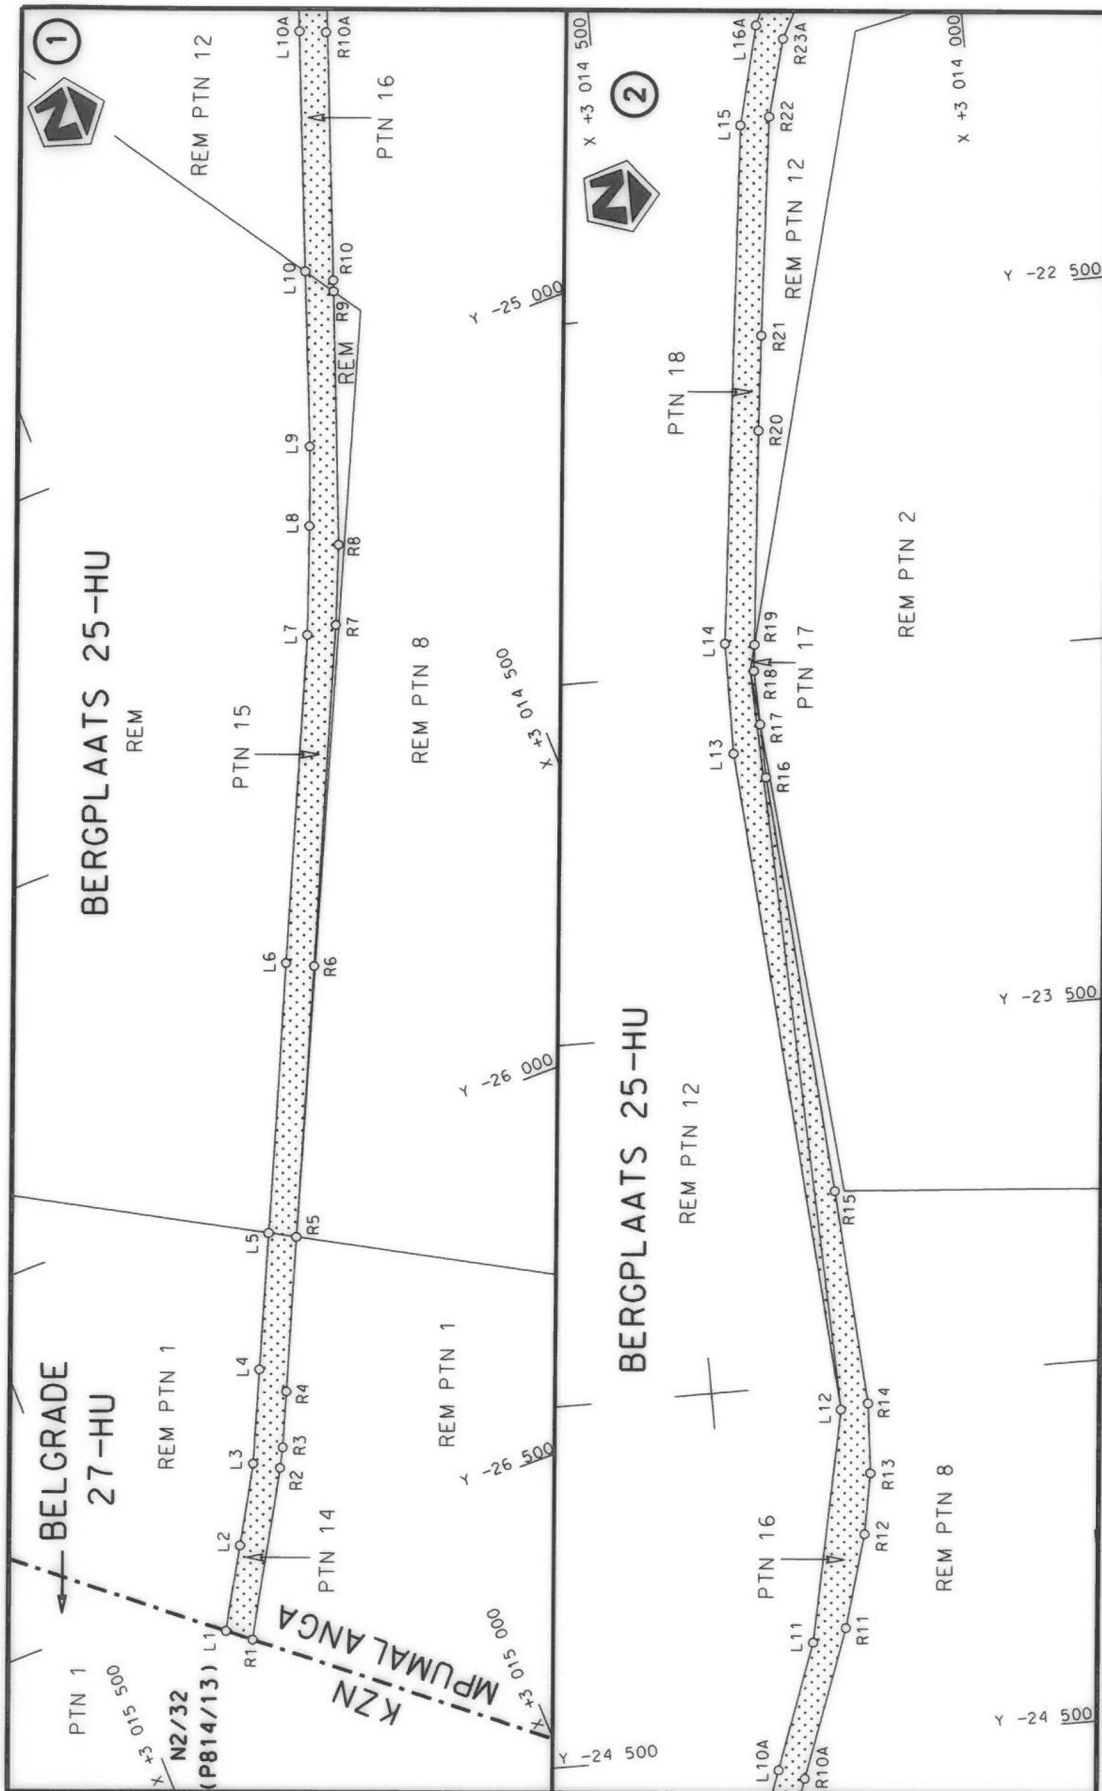 1
N
BELGRADE
27-HU
PTN 1
X +3 015 500
N2/32
(P814/13)
KZN
MPUMALANGA
X +3 015 000
REM PTN 1
PTN 14
REM PTN 1
Y -26 500
L1
L2
L3
L4
L5
L6
L7
L8
L9
L10
L10A
R1
R2
R3
R4
R5
R6
R7
R8
R9
R10
R10A
BERGPLAATS 25-HU
REM
PTN 15
REM PTN 8
REM
REM PTN 12
PTN 16
Y -26 000
X +3 014 500
Y -25 000
2
N
BERGPLAATS 25-HU
REM PTN 12
Y -24 500
L10A
L11
L12
L13
L14
L15
L16A
R10A
R11
R12
R13
R14
R15
R16
R17
R18
R19
R20
R21
R22
R23A
PTN 16
REM PTN 8
PTN 17
PTN 18
REM PTN 12
REM PTN 2
Y -24 500
Y -23 500
Y -22 500
X +3 014 500
X +3 014 000